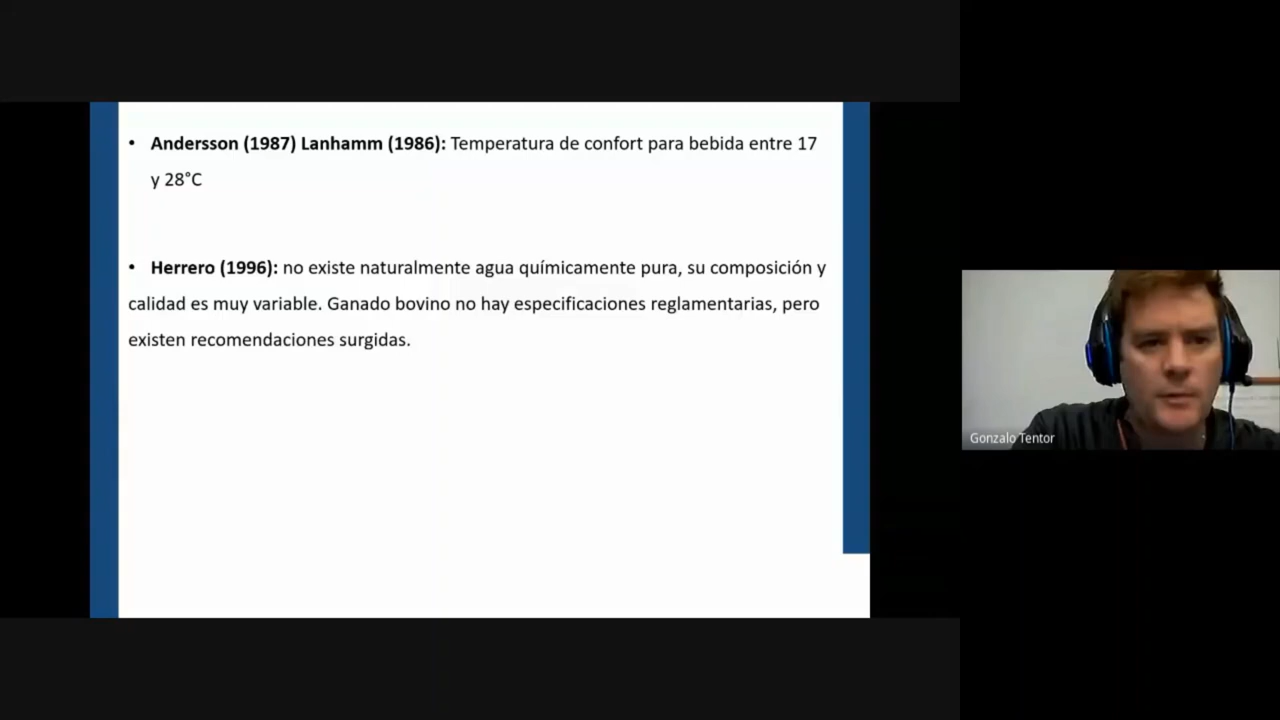 • Andersson (1987) Lanhamm (1986): Temperatura de confort para bebida entre 17
y 28°C
• Herrero (1996): no existe naturalmente agua químicamente pura, su composición y
calidad es muy variable. Ganado bovino no hay especificaciones reglamentarias, pero
existen recomendaciones surgidas.
Gonzalo Tentor